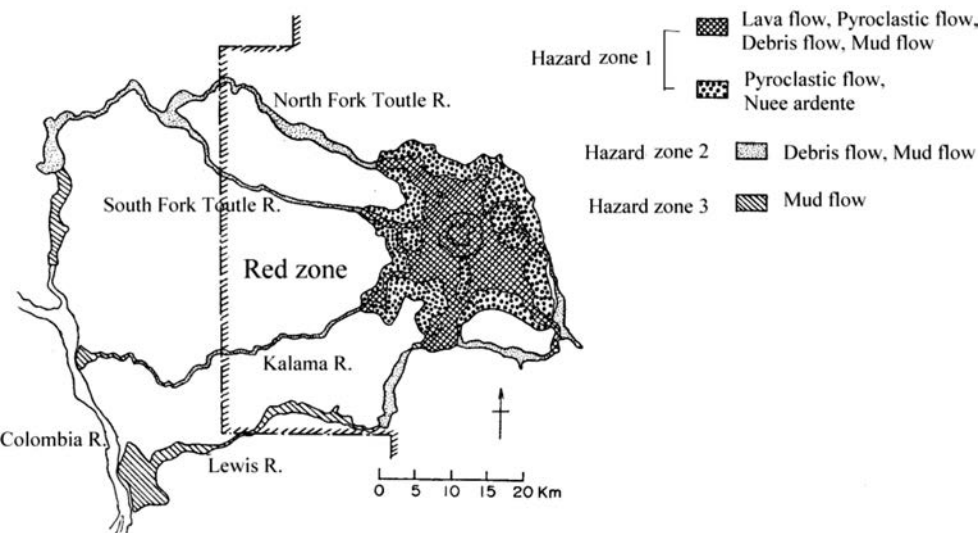 Hazard zone 1
Lava flow, Pyroclastic flow,
Debris flow, Mud flow
Pyroclastic flow,
Nuee ardente
Hazard zone 2
Debris flow, Mud flow
Hazard zone 3
Mud flow
North Fork Toutle R.
South Fork Toutle R.
Red zone
Kalama R.
Colombia R.
Lewis R.
0 5 10 15 20 Km